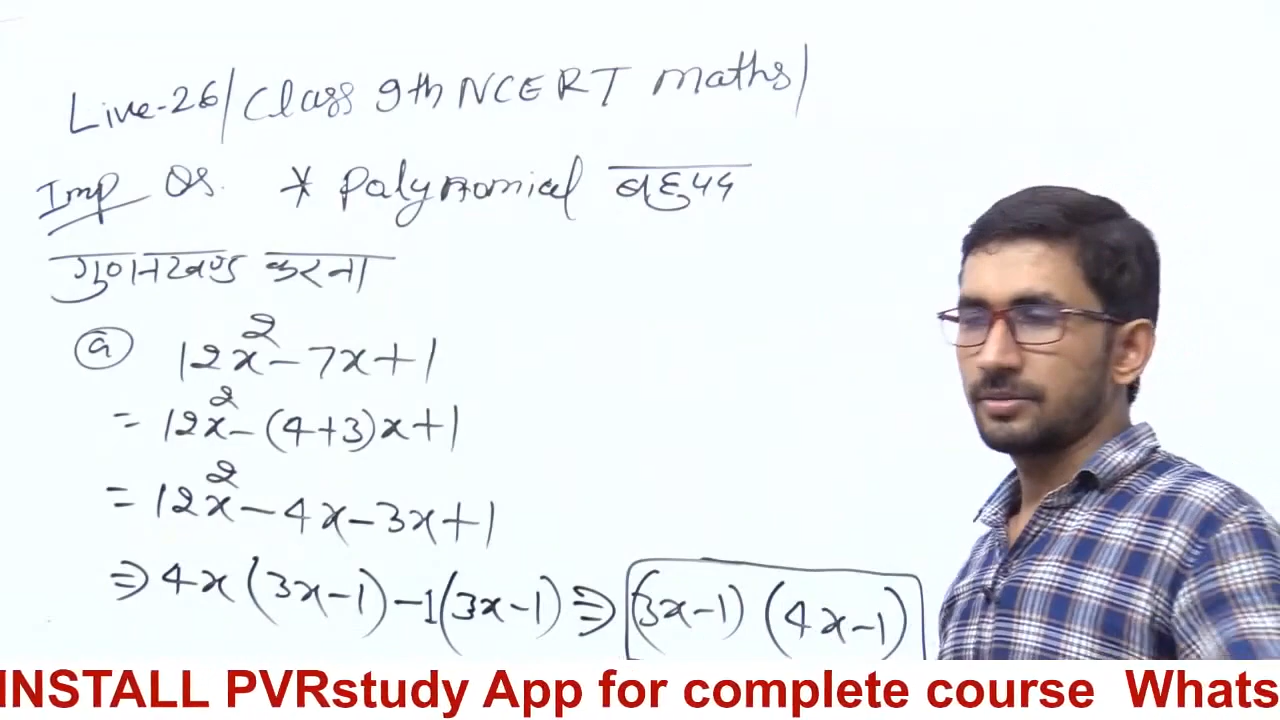 Live-26/ Class 9th NCERT maths/
Imp Qs. * Polynomial बहुपद
गुणनखण्ड करना
(a) 12x² - 7x + 1
= 12x² - (4+3)x + 1
= 12x² - 4x - 3x + 1
⇒ 4x(3x-1) - 1(3x-1) ⇒ (3x-1) (4x-1)
INSTALL PVRstudy App for complete course Whats